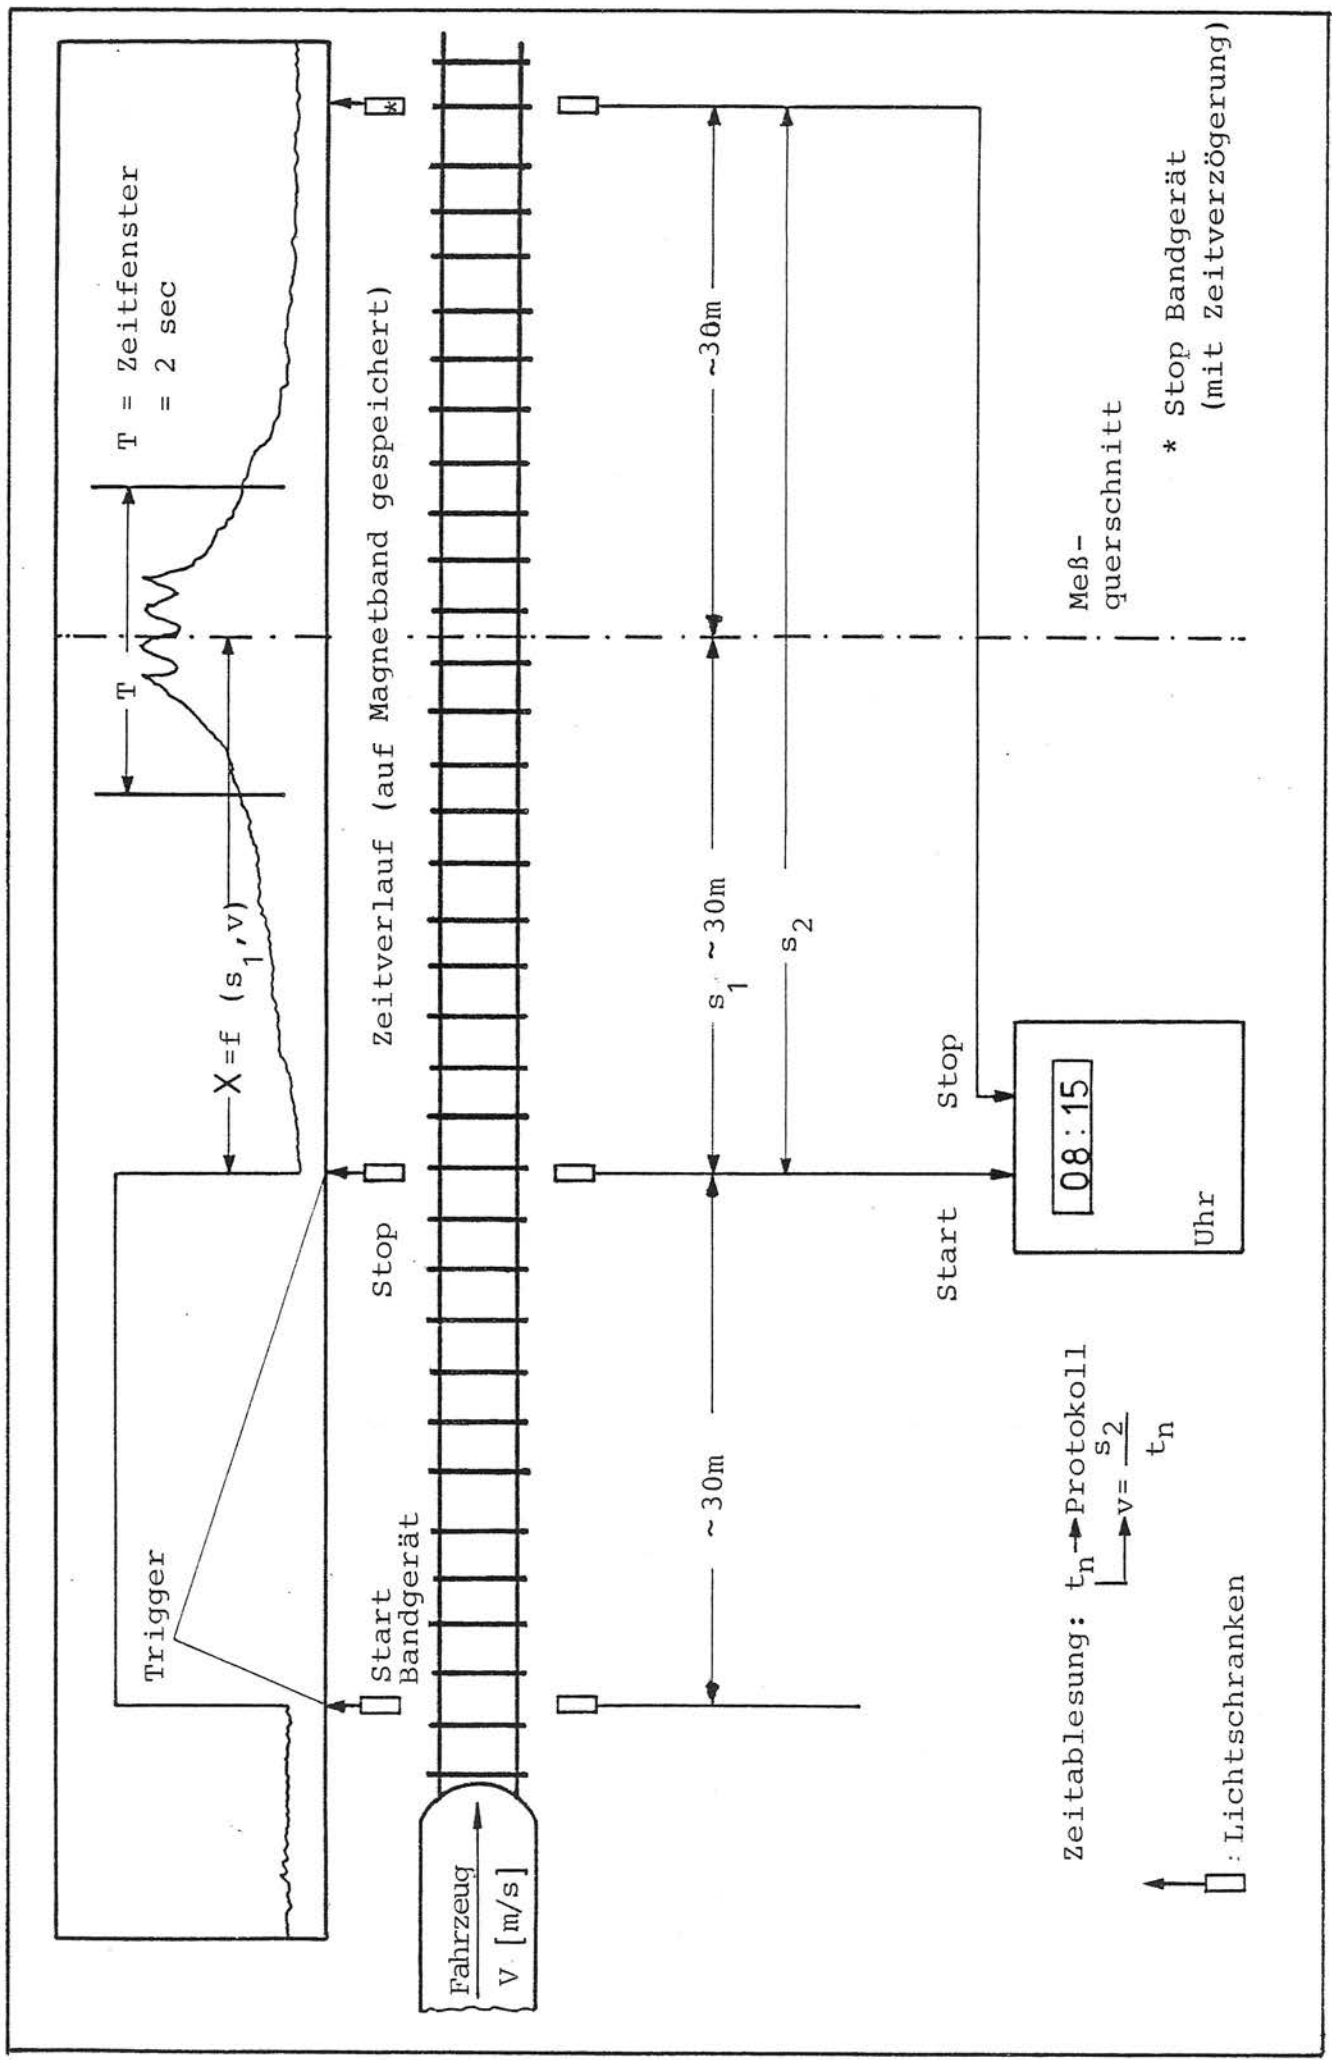 T = Zeitfenster
= 2 sec
T
X=f (s1,v)
Trigger
Zeitverlauf (auf Magnetband gespeichert)
*
Stop
Start
Bandgerät
Fahrzeug
V [m/s]
~30m
s1 ~30m
~30m
s2
Start
Stop
08:15
Uhr
Meß-
querschnitt
* Stop Bandgerät
(mit Zeitverzögerung)
Zeitablesung: tn→Protokoll
v= s2
tn
: Lichtschranken